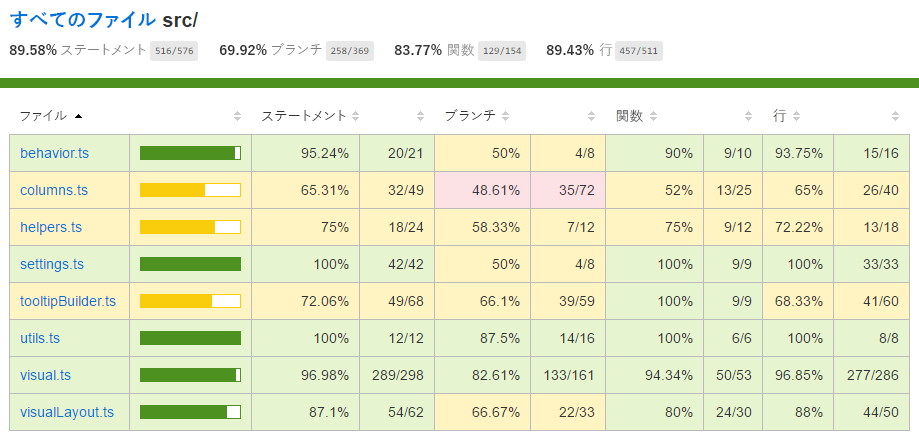 すべてのファイル src/
89.58% ステートメント 516/576 69.92% ブランチ 258/369 83.77% 関数 129/154 89.43% 行 457/511
ファイル ステートメント ブランチ 関数 行
behavior.ts 95.24% 20/21 50% 4/8 90% 9/10 93.75% 15/16
columns.ts 65.31% 32/49 48.61% 35/72 52% 13/25 65% 26/40
helpers.ts 75% 18/24 58.33% 7/12 75% 9/12 72.22% 13/18
settings.ts 100% 42/42 50% 4/8 100% 9/9 100% 33/33
tooltipBuilder.ts 72.06% 49/68 66.1% 39/59 100% 9/9 68.33% 41/60
utils.ts 100% 12/12 87.5% 14/16 100% 6/6 100% 8/8
visual.ts 96.98% 289/298 82.61% 133/161 94.34% 50/53 96.85% 277/286
visualLayout.ts 87.1% 54/62 66.67% 22/33 80% 24/30 88% 44/50